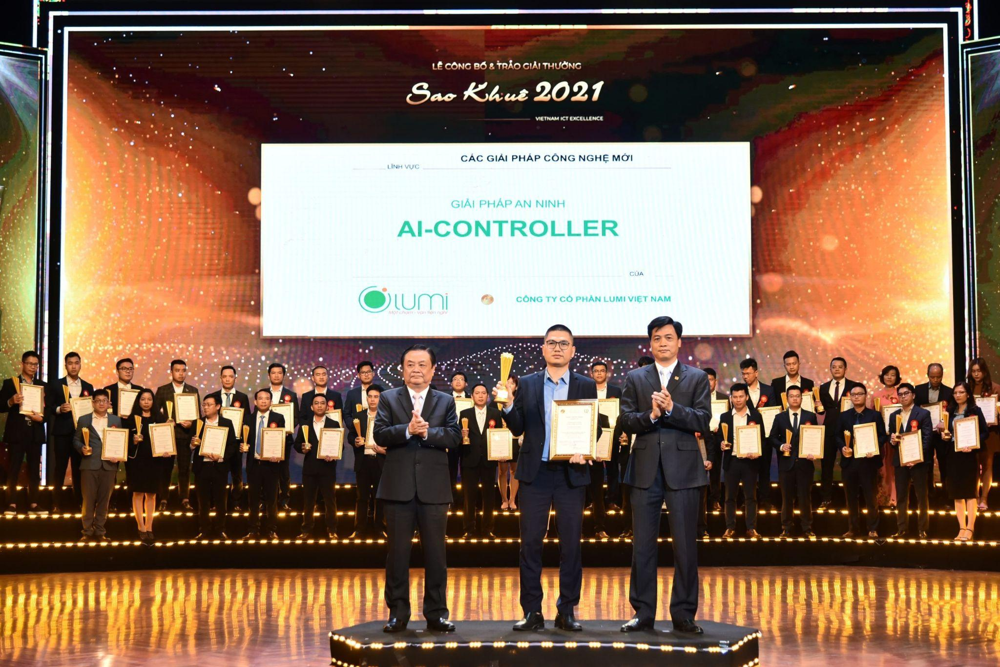 LỄ CÔNG BỐ & TRAO GIẢI THƯỞNG
Sao Khuê 2021
VIETNAM ICT EXCELLENCE
CÁC GIẢI PHÁP CÔNG NGHỆ MỚI
LĨNH VỰC
GIẢI PHÁP AN NINH
AI-CONTROLLER
CỦA
LUMi
Một chạm - vạn tiện nghi
CÔNG TY CỔ PHẦN LUMI VIỆT NAM